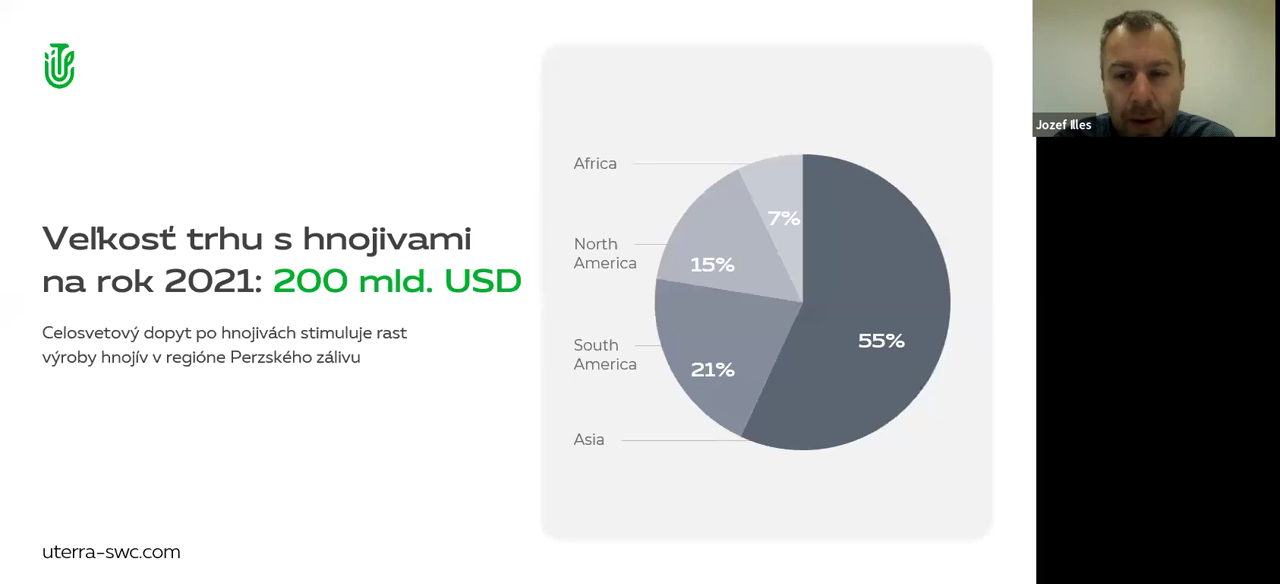 Veľkosť trhu s hnojivami
na rok 2021: 200 mld. USD
Celosvetový dopyt po hnojivách stimuluje rast
výroby hnojív v regióne Perzského zálivu
uterra-swc.com
Africa
North
America
South
America
Asia
7%
15%
21%
55%
Jozef Illes